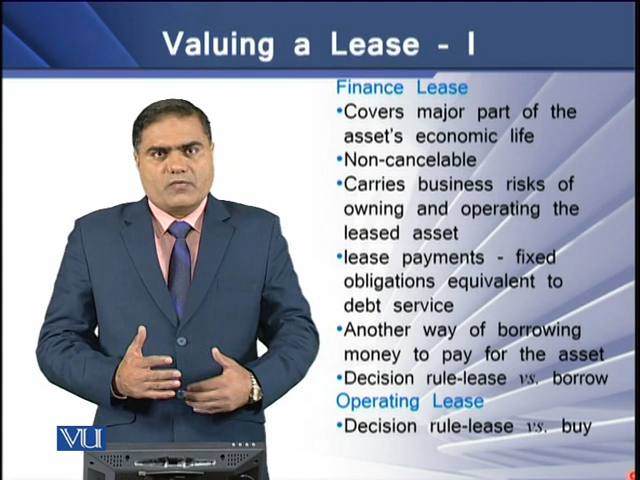 Valuing a Lease - I
Finance Lease
•Covers major part of the
asset's economic life
•Non-cancelable
•Carries business risks of
owning and operating the
leased asset
•lease payments - fixed
obligations equivalent to
debt service
•Another way of borrowing
money to pay for the asset
•Decision rule-lease vs. borrow
Operating Lease
•Decision rule-lease vs. buy
VU